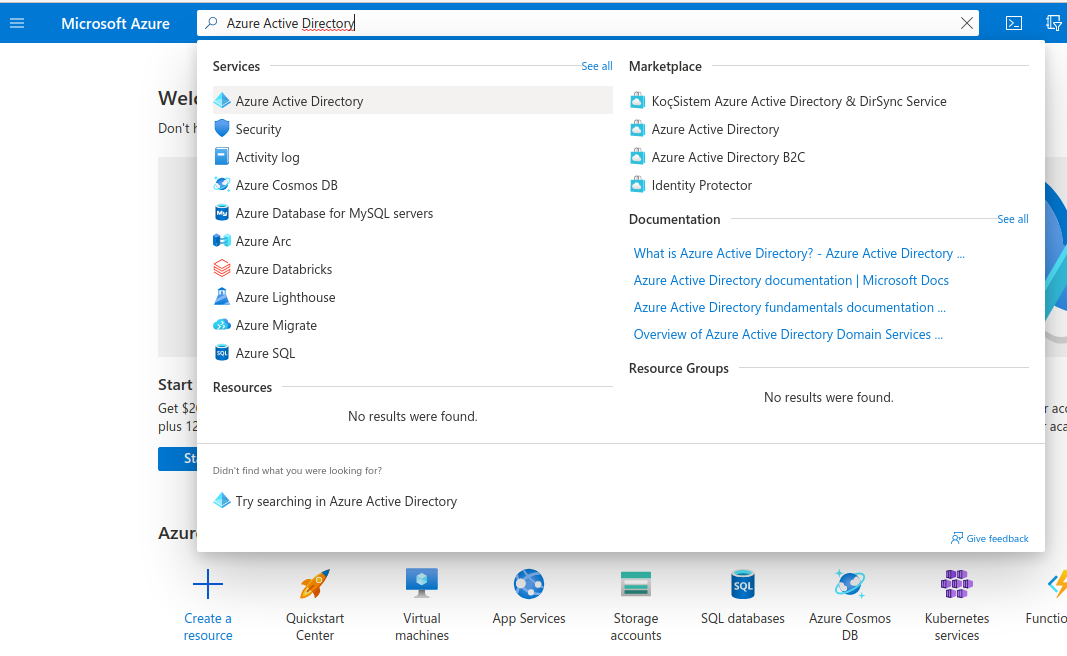 Microsoft Azure
Azure Active Directory
Services
See all
Azure Active Directory
Security
Activity log
Azure Cosmos DB
My
Azure Database for MySQL servers
Azure Arc
Azure Databricks
Azure Lighthouse
Azure Migrate
SQL
Azure SQL
Resources
No results were found.
Marketplace
KoçSistem Azure Active Directory & DirSync Service
Azure Active Directory
Azure Active Directory B2C
Identity Protector
Documentation
See all
What is Azure Active Directory? - Azure Active Directory ...
Azure Active Directory documentation | Microsoft Docs
Azure Active Directory fundamentals documentation ...
Overview of Azure Active Directory Domain Services ...
Resource Groups
No results were found.
Didn't find what you were looking for?
Try searching in Azure Active Directory
Give feedback
Welc
Don't h
Start
Get $20
plus 12
Sta
Azur
Create a
resource
Quickstart
Center
Virtual
machines
App Services
Storage
accounts
SQL
SQL databases
Azure Cosmos
DB
Kubernetes
services
Functio